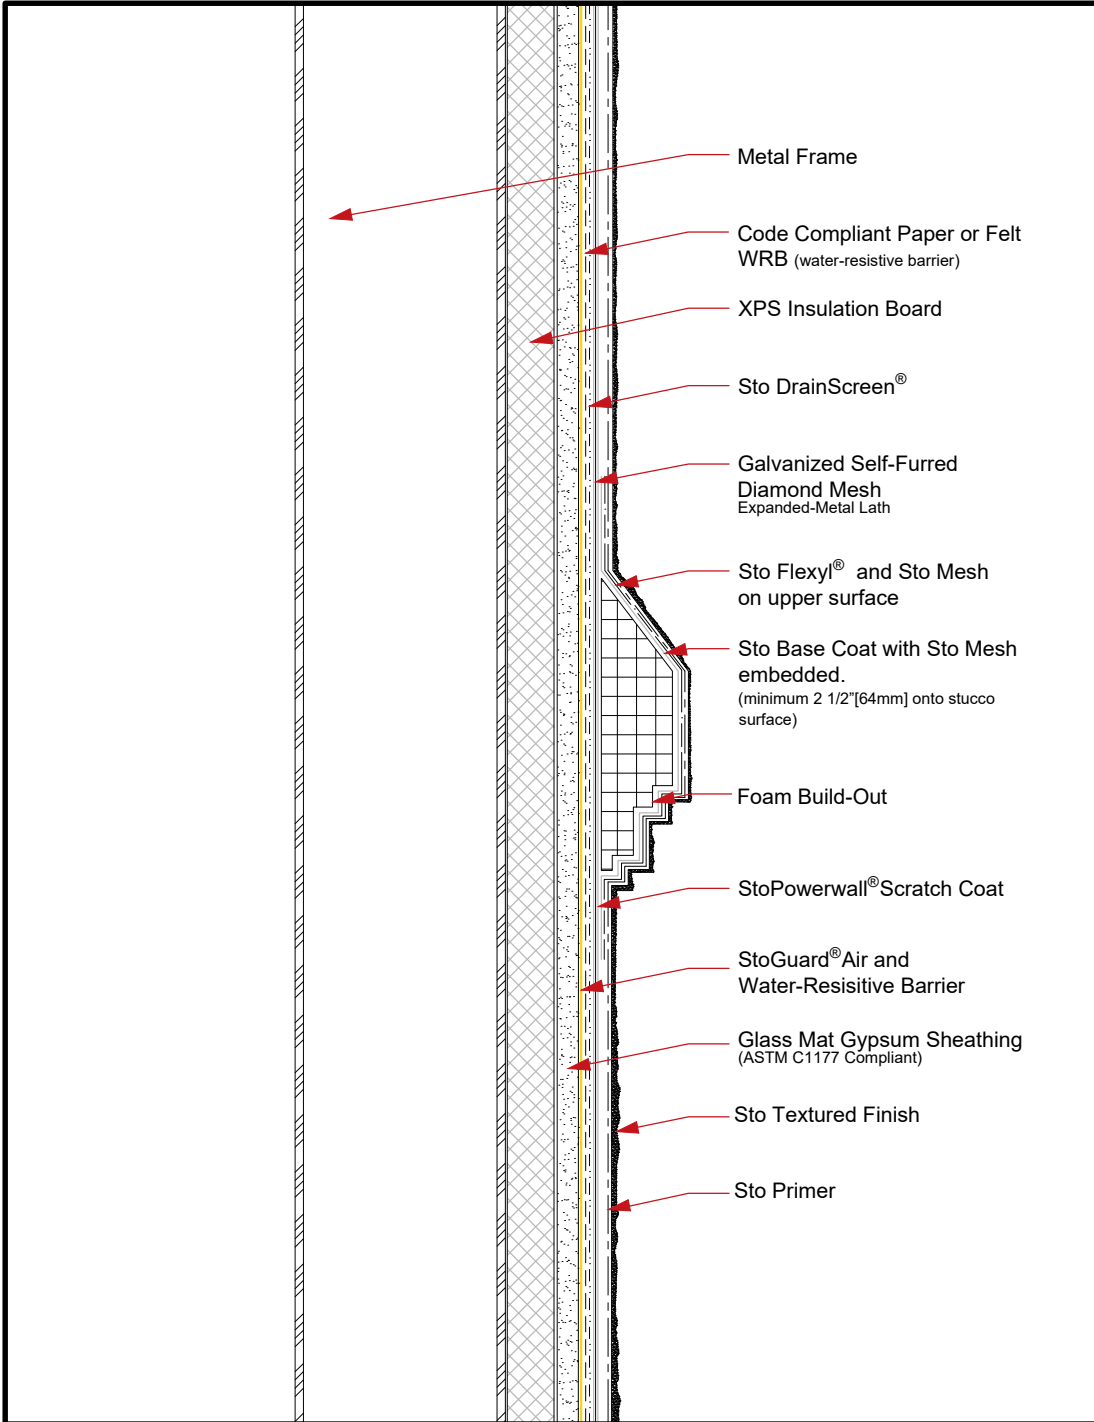 Metal Frame
Code Compliant Paper or Felt
WRB (water-resistive barrier)
XPS Insulation Board
Sto DrainScreen®
Galvanized Self-Furred
Diamond Mesh
Expanded-Metal Lath
Sto Flexyl® and Sto Mesh
on upper surface
Sto Base Coat with Sto Mesh
embedded.
(minimum 2 1/2"[64mm] onto stucco
surface)
Foam Build-Out
StoPowerwall® Scratch Coat
StoGuard® Air and
Water-Resisitive Barrier
Glass Mat Gypsum Sheathing
(ASTM C1177 Compliant)
Sto Textured Finish
Sto Primer